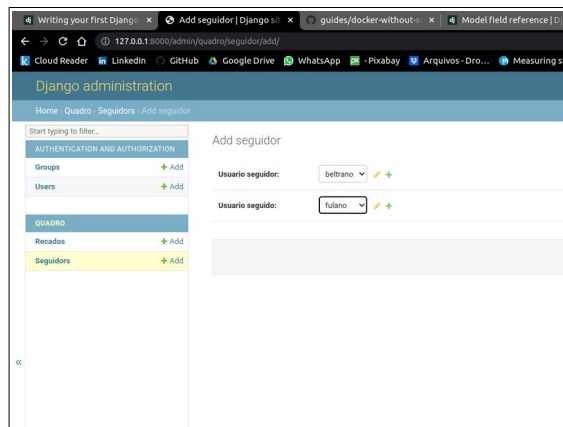 Writing your first Django
Add seguidor | Django sit
guides/docker-without-s
Model field reference | D
127.0.0.1:8000/admin/quadro/seguidor/add/
Cloud Reader LinkedIn GitHub Google Drive WhatsApp -Pixabay Arquivos - Dro... Measuring s
Django administration
Home › Quadro › Seguidors › Add seguidor
Start typing to filter...
AUTHENTICATION AND AUTHORIZATION
Groups + Add
Users + Add
QUADRO
Recados + Add
Seguidors + Add
«
Add seguidor
Usuario seguidor: beltrano
Usuario seguido: fulano